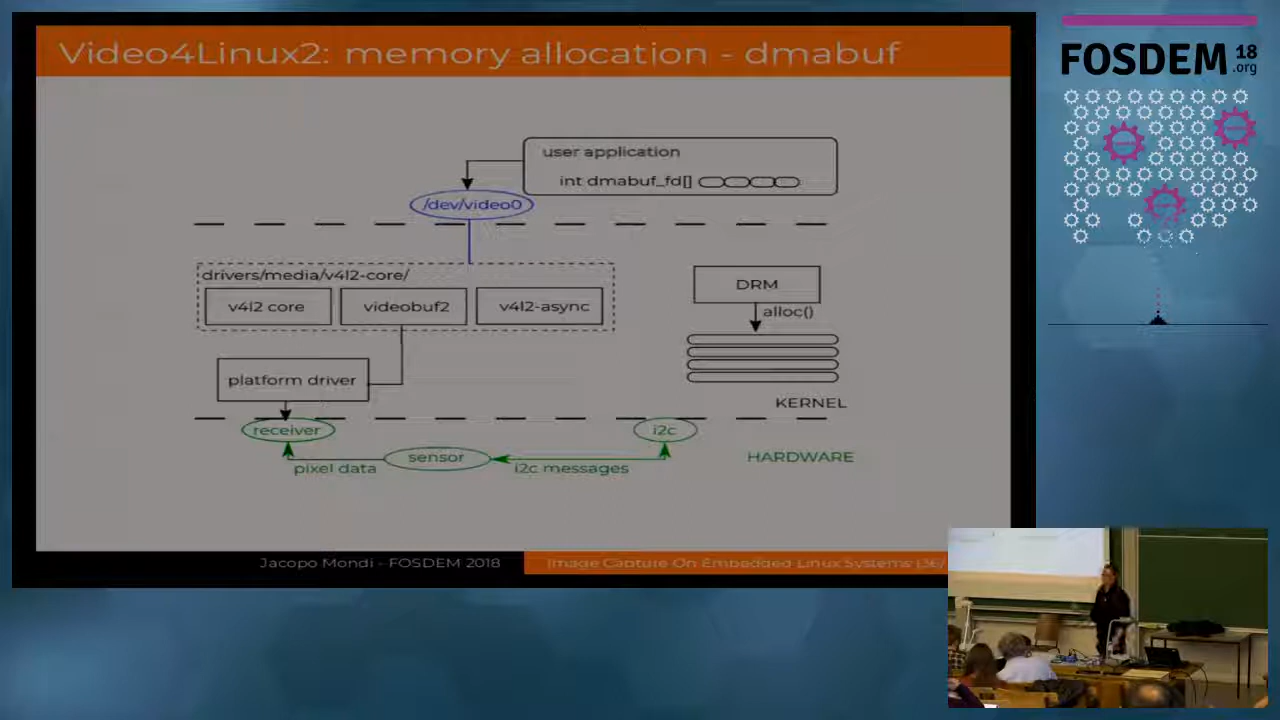 Video4Linux2: memory allocation - dmabuf
user application
int dmabuf_fd[]
/dev/video0
drivers/media/v4l2-core/
v4l2 core
videobuf2
v4l2-async
DRM
alloc()
platform driver
KERNEL
receiver
i2c
sensor
HARDWARE
pixel data
i2c messages
Jacopo Mondi - FOSDEM 2018
Image Capture On Embedded Linux Systems (36/
FOSDEM 18
.org